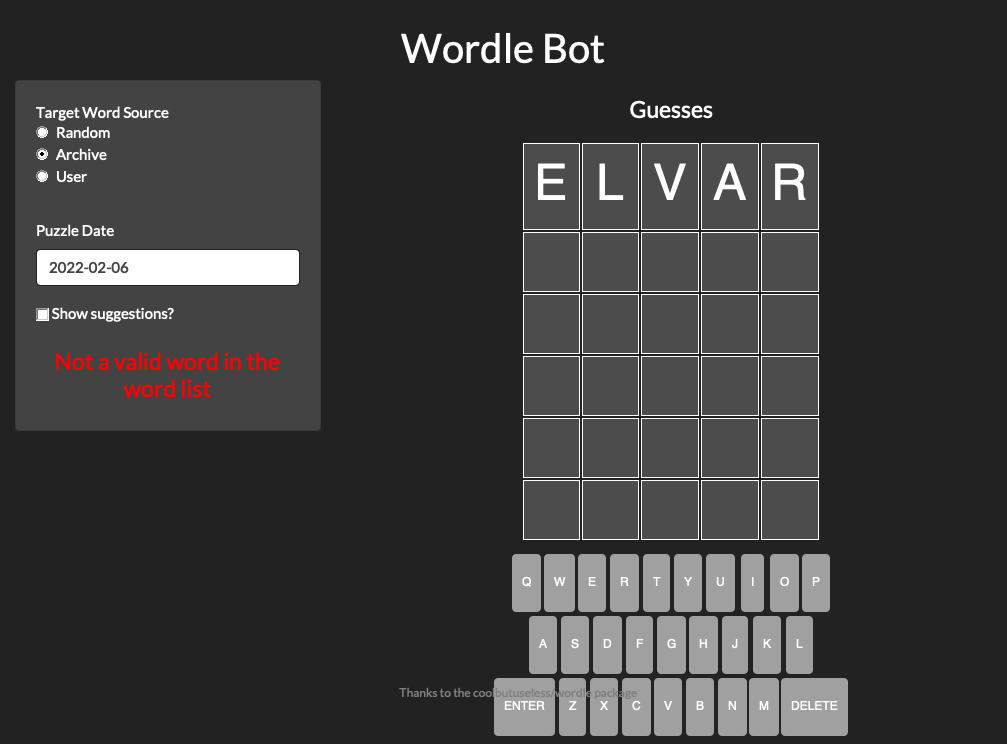 Wordle Bot
Target Word Source
Random
Archive
User
Puzzle Date
2022-02-06
Show suggestions?
Not a valid word in the
word list
Guesses
E L V A R
Q W E R T Y U I O P
A S D F G H J K L
ENTER Z X C V B N M DELETE
Thanks to the coolbutuseless/wordle package